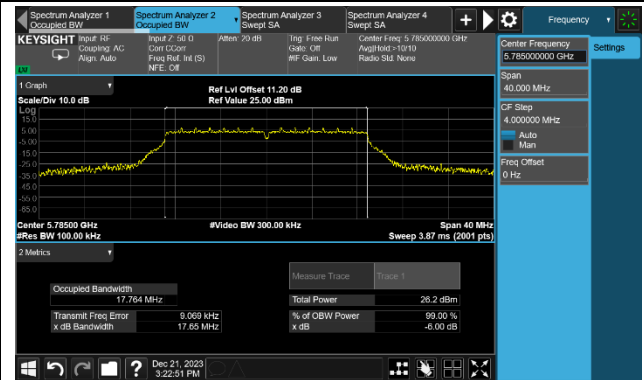 Spectrum Analyzer 1
Occupied BW
Spectrum Analyzer 2
Occupied BW
Spectrum Analyzer 3
Swept SA
Spectrum Analyzer 4
Swept SA
Frequency
KEYSIGHT
Input: RF
Coupling: AC
Align: Auto
Input Z: 50 Ω
Corr CCorr
Freq Ref: Int (S)
NFE: Off
Atten: 20 dB
Trig: Free Run
Gate: Off
#IF Gain: Low
Center Freq: 5.785000000 GHz
Avg|Hold:>10/10
Radio Std: None
Center Frequency
5.785000000 GHz
Settings
Span
40.000 MHz
CF Step
4.000000 MHz
Auto
Man
Freq Offset
0 Hz
1 Graph
Scale/Div 10.0 dB
Ref Lvl Offset 11.20 dB
Ref Value 25.00 dBm
Log
15.0
5.00
-5.00
-15.0
-25.0
-35.0
-45.0
-55.0
-65.0
Center 5.78500 GHz
#Res BW 100.00 kHz
#Video BW 300.00 kHz
Span 40 MHz
Sweep 3.87 ms (2001 pts)
2 Metrics
Measure Trace
Trace 1
Occupied Bandwidth
17.764 MHz
Total Power
26.2 dBm
Transmit Freq Error
9.069 kHz
% of OBW Power
99.00 %
x dB Bandwidth
17.65 MHz
x dB
-6.00 dB
?
Dec 21, 2023
3:22:51 PM